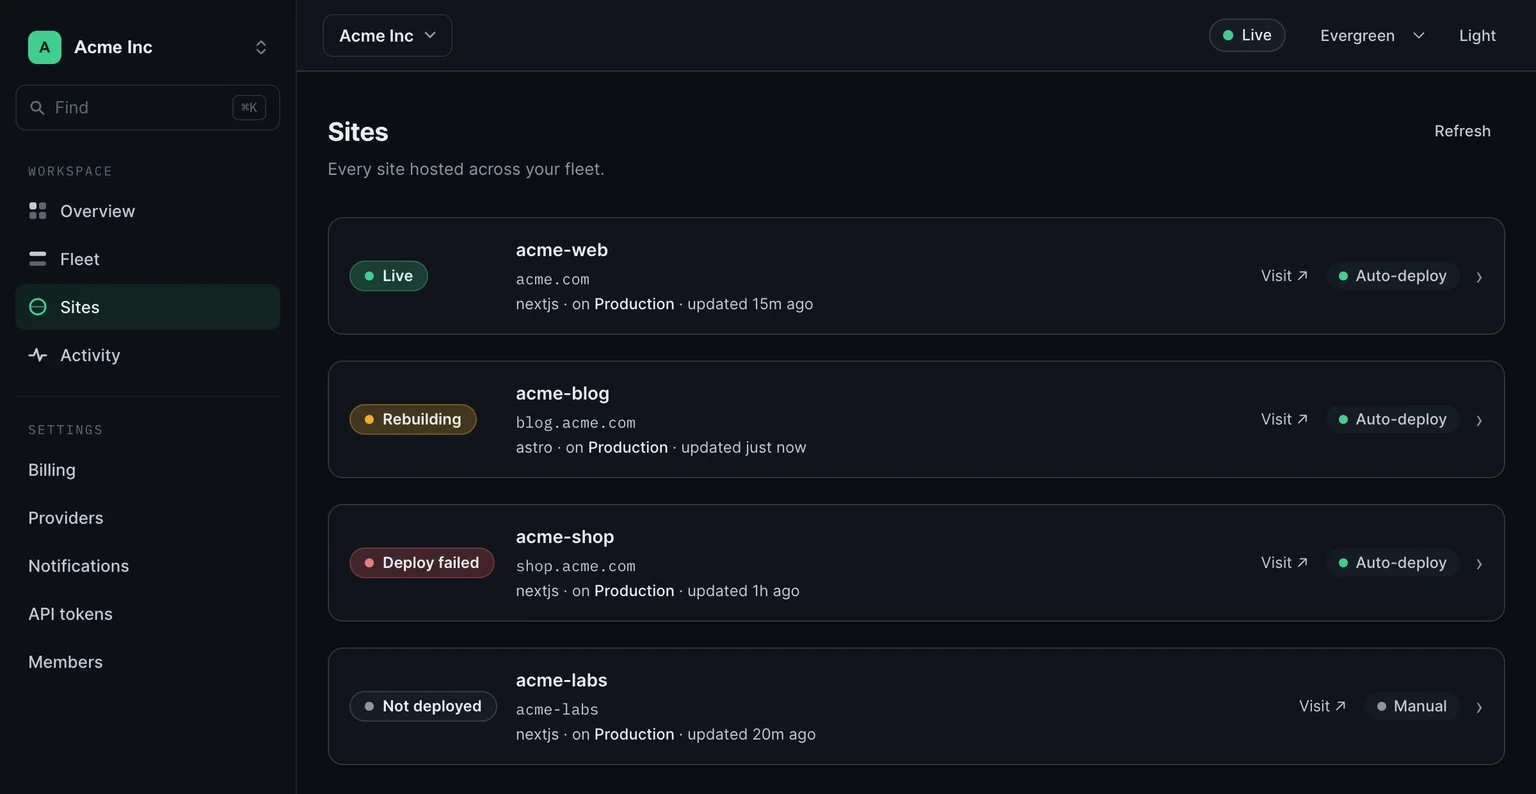 A Acme Inc
Find ⌘K
WORKSPACE
Overview
Fleet
Sites
Activity
SETTINGS
Billing
Providers
Notifications
API tokens
Members
Acme Inc
Live
Evergreen
Light
Sites
Refresh
Every site hosted across your fleet.
Live
acme-web
acme.com
nextjs · on Production · updated 15m ago
Visit ↗
Auto-deploy
Rebuilding
acme-blog
blog.acme.com
astro · on Production · updated just now
Visit ↗
Auto-deploy
Deploy failed
acme-shop
shop.acme.com
nextjs · on Production · updated 1h ago
Visit ↗
Auto-deploy
Not deployed
acme-labs
acme-labs
nextjs · on Production · updated 20m ago
Visit ↗
Manual